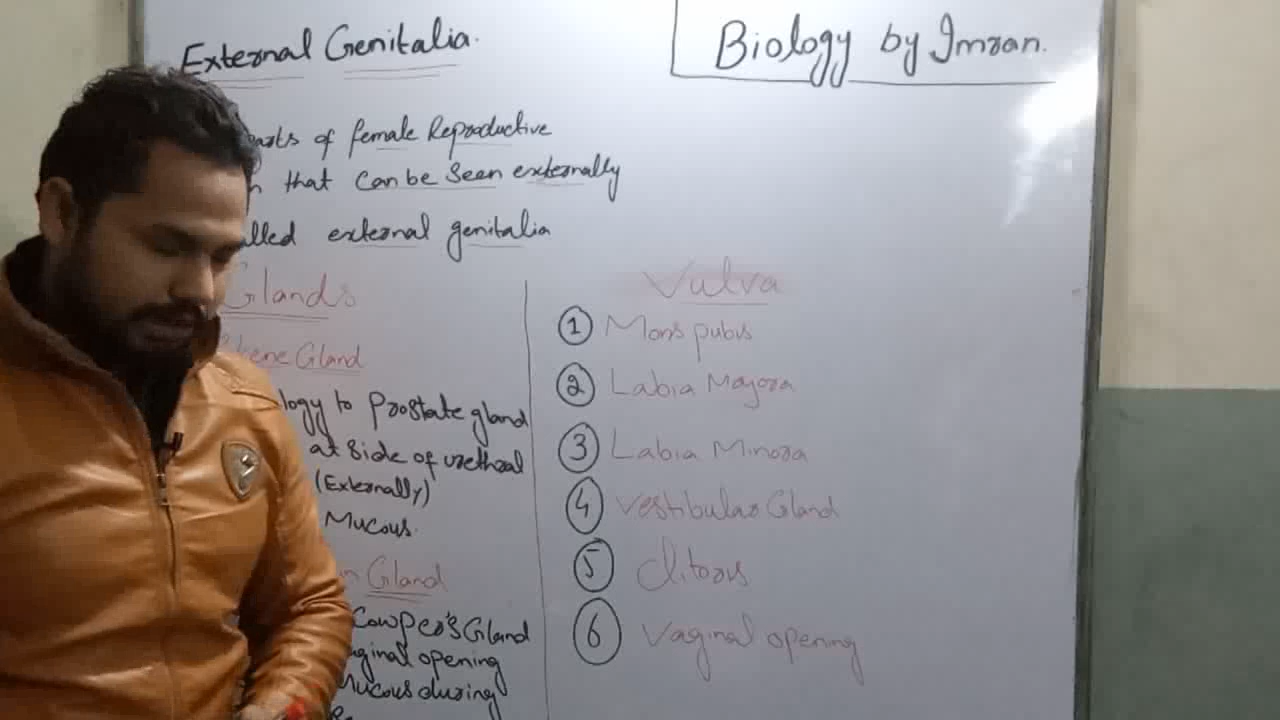 External Genitalia.
Biology by Imran.
parts of female Reproductive
that can be seen externally
called external genitalia
Glands
Skene Gland
logy to Prostate gland
at side of urethral
(Externally)
Mucous.
Gland
Cowper's Gland
vaginal opening
Mucous during
Vulva
1 Mons pubis
2 Labia Majora
3 Labia Minora
4 Vestibular Gland
5 Clitoris
6 Vaginal opening